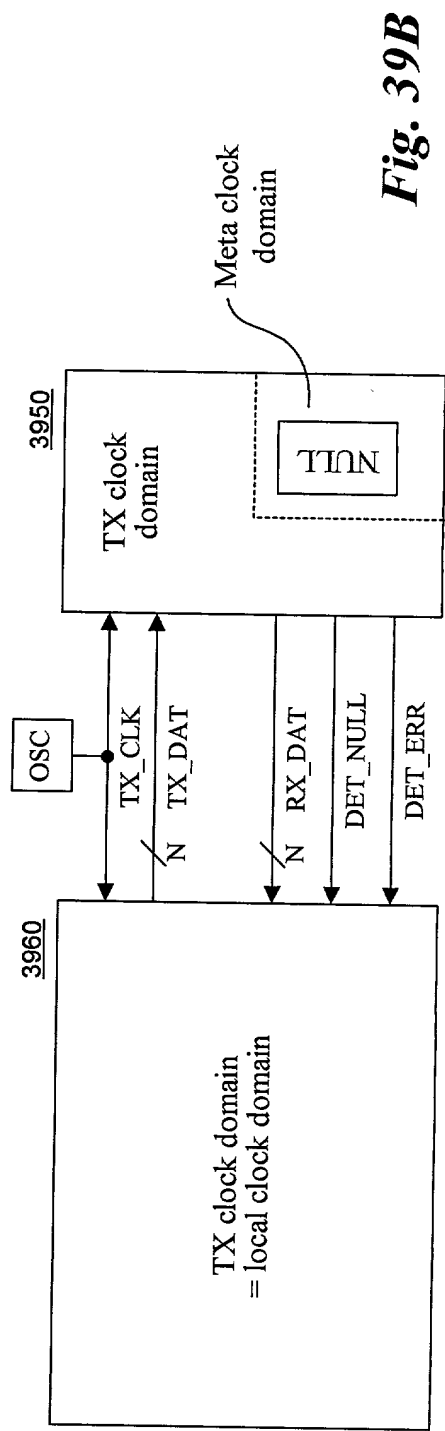 3960
TX clock domain
= local clock domain
OSC
TX_CLK
N
TX_DAT
N
RX_DAT
DET_NULL
DET_ERR
3950
TX clock
domain
NULL
Meta clock
domain
Fig. 39B